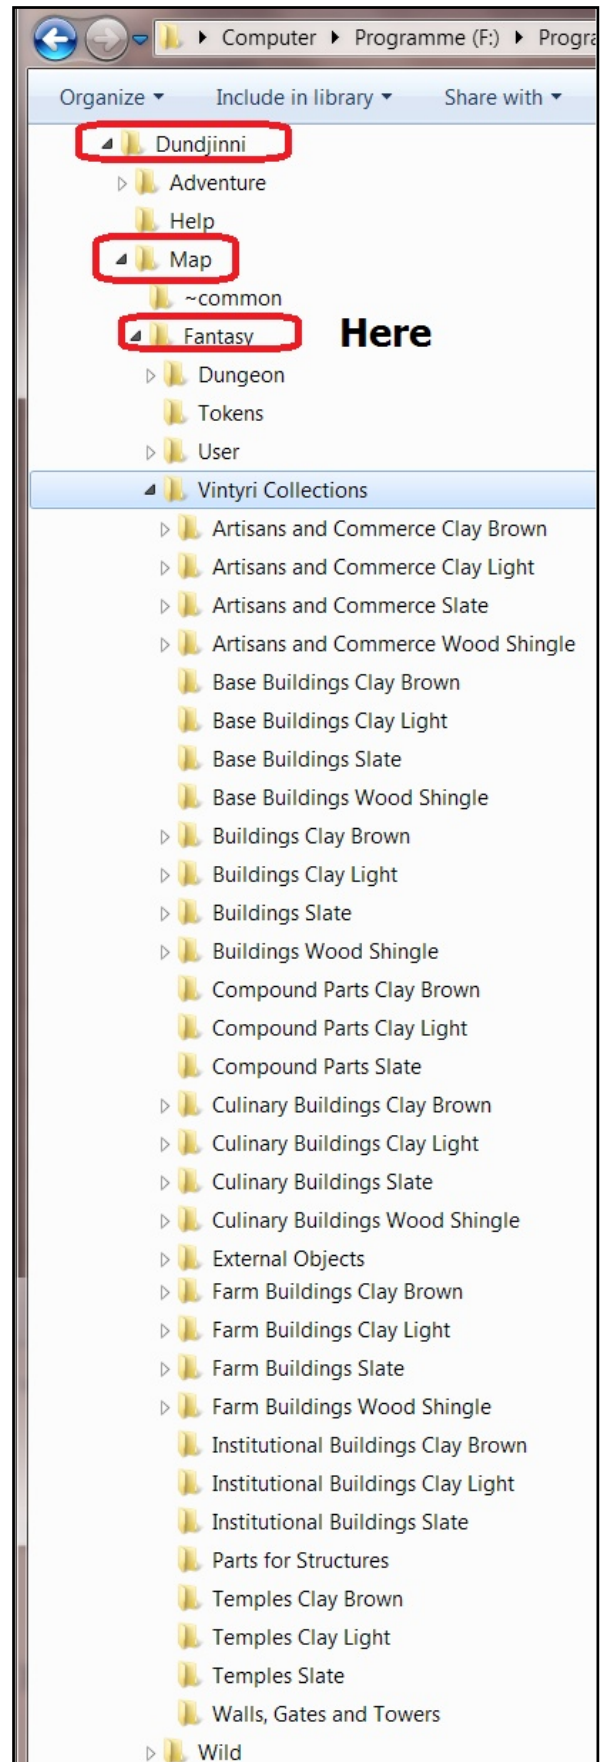 Computer Programme (F:) Progra
Organize Include in library Share with
Dundjinni
Adventure
Help
Map
~common
Fantasy Here
Dungeon
Tokens
User
Vintyri Collections
Artisans and Commerce Clay Brown
Artisans and Commerce Clay Light
Artisans and Commerce Slate
Artisans and Commerce Wood Shingle
Base Buildings Clay Brown
Base Buildings Clay Light
Base Buildings Slate
Base Buildings Wood Shingle
Buildings Clay Brown
Buildings Clay Light
Buildings Slate
Buildings Wood Shingle
Compound Parts Clay Brown
Compound Parts Clay Light
Compound Parts Slate
Culinary Buildings Clay Brown
Culinary Buildings Clay Light
Culinary Buildings Slate
Culinary Buildings Wood Shingle
External Objects
Farm Buildings Clay Brown
Farm Buildings Clay Light
Farm Buildings Slate
Farm Buildings Wood Shingle
Institutional Buildings Clay Brown
Institutional Buildings Clay Light
Institutional Buildings Slate
Parts for Structures
Temples Clay Brown
Temples Clay Light
Temples Slate
Walls, Gates and Towers
Wild